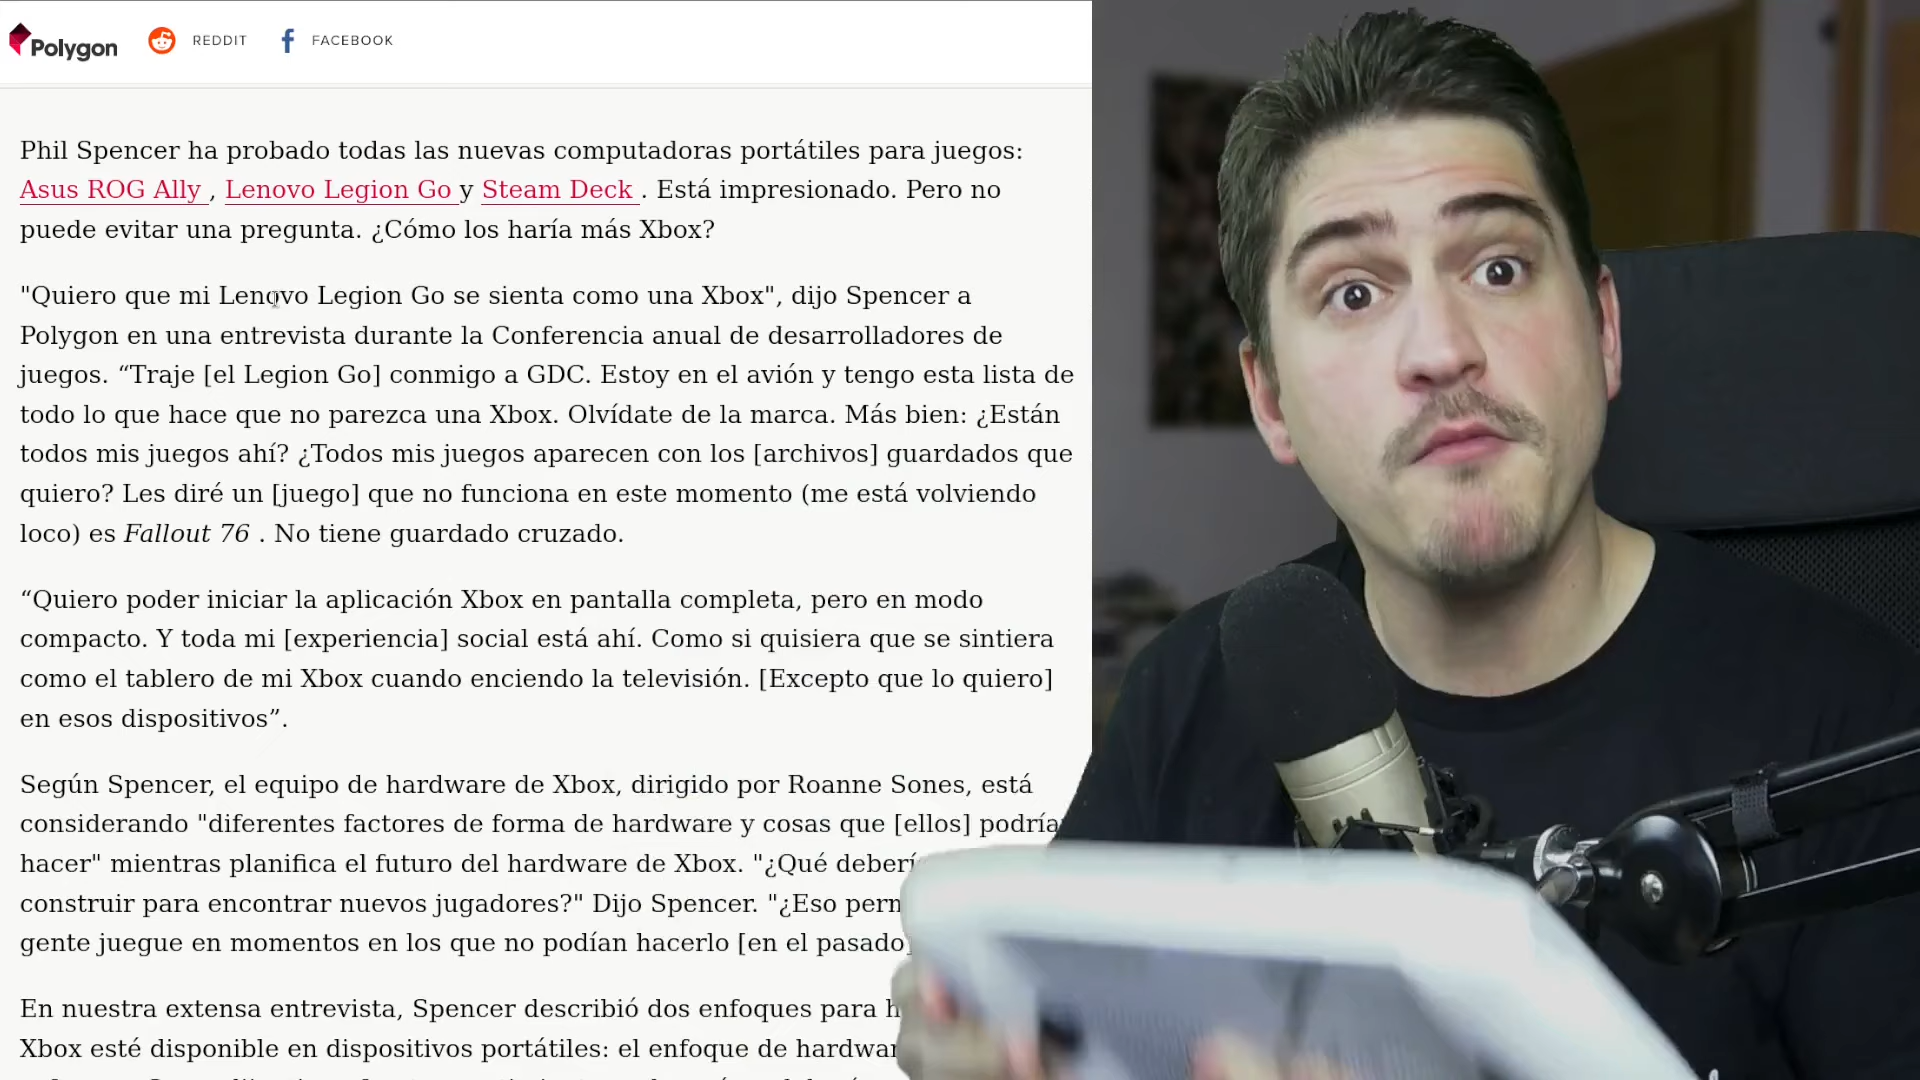 Polygon REDDIT FACEBOOK
Phil Spencer ha probado todas las nuevas computadoras portátiles para juegos:
Asus ROG Ally , Lenovo Legion Go y Steam Deck . Está impresionado. Pero no
puede evitar una pregunta. ¿Cómo los haría más Xbox?
"Quiero que mi Lenovo Legion Go se sienta como una Xbox", dijo Spencer a
Polygon en una entrevista durante la Conferencia anual de desarrolladores de
juegos. “Traje [el Legion Go] conmigo a GDC. Estoy en el avión y tengo esta lista de
todo lo que hace que no parezca una Xbox. Olvídate de la marca. Más bien: ¿Están
todos mis juegos ahí? ¿Todos mis juegos aparecen con los [archivos] guardados que
quiero? Les diré un [juego] que no funciona en este momento (me está volviendo
loco) es Fallout 76 . No tiene guardado cruzado.
“Quiero poder iniciar la aplicación Xbox en pantalla completa, pero en modo
compacto. Y toda mi [experiencia] social está ahí. Como si quisiera que se sintiera
como el tablero de mi Xbox cuando enciendo la televisión. [Excepto que lo quiero]
en esos dispositivos”.
Según Spencer, el equipo de hardware de Xbox, dirigido por Roanne Sones, está
considerando "diferentes factores de forma de hardware y cosas que [ellos]
hacer" mientras planifica el futuro del hardware de Xbox. "¿Qué
construir para encontrar nuevos jugadores?" Dijo Spencer. "¿Eso
gente juegue en momentos en los que no podían hacerlo [en el pasado]
En nuestra extensa entrevista, Spencer describió dos enfoques para
Xbox esté disponible en dispositivos portátiles: el enfoque de